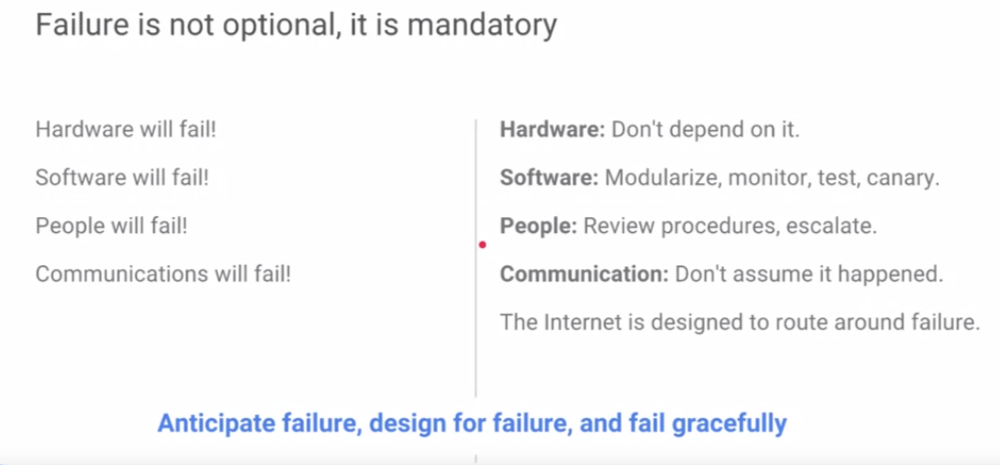 Failure is not optional, it is mandatory
Hardware will fail!
Software will fail!
People will fail!
Communications will fail!
Hardware: Don't depend on it.
Software: Modularize, monitor, test, canary.
People: Review procedures, escalate.
Communication: Don't assume it happened.
The Internet is designed to route around failure.
Anticipate failure, design for failure, and fail gracefully